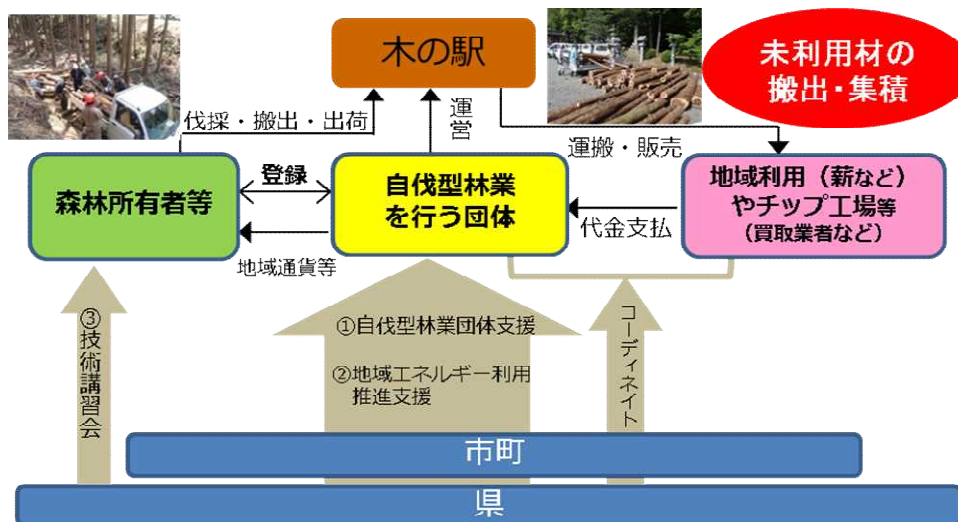 木の駅
未利用材の
搬出・集積
伐採・搬出・出荷
運営
運搬・販売
森林所有者等
登録
自伐型林業
を行う団体
地域利用（薪など）
やチップ工場等
（買取業者など）
代金支払
地域通貨等
③技術講習会
①自伐型林業団体支援
②地域エネルギー利用
推進支援
コーディネイト
市町
県